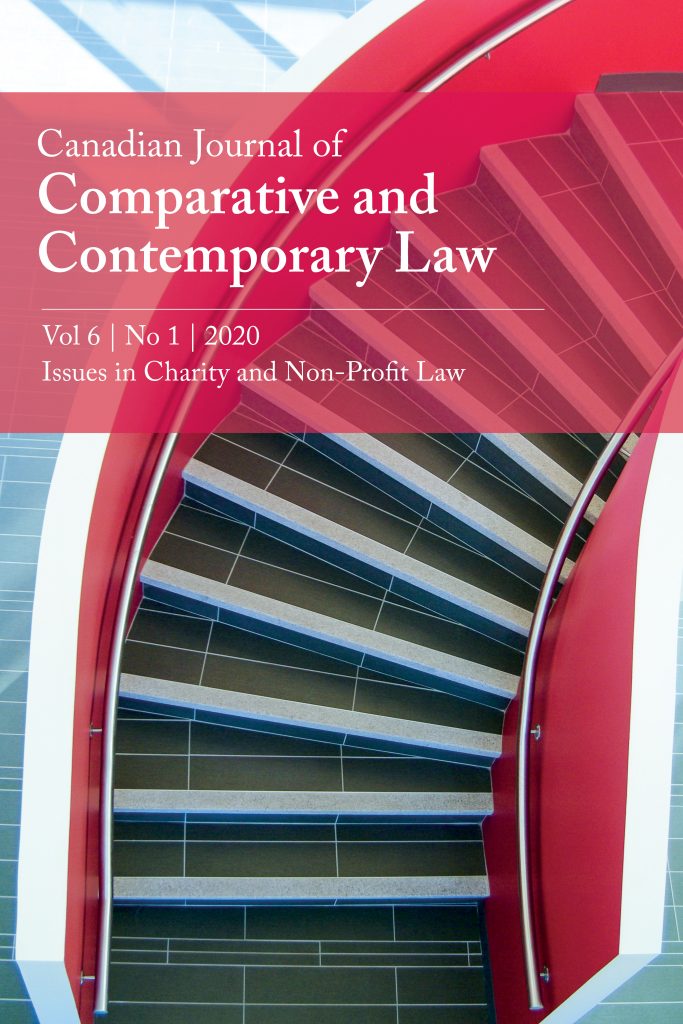 Canadian Journal of
Comparative and
Contemporary Law
Vol 6 | No 1 | 2020
Issues in Charity and Non-Profit Law